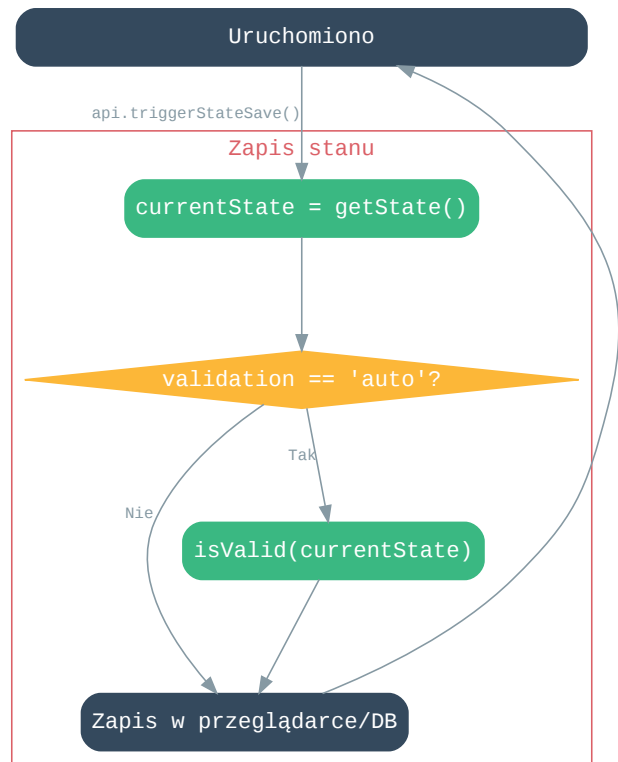 Uruchomiono
api.triggerStateSave()
Zapis stanu
currentState = getState()
validation == 'auto'?
Tak
Nie
isValid(currentState)
Zapis w przeglądarce/DB